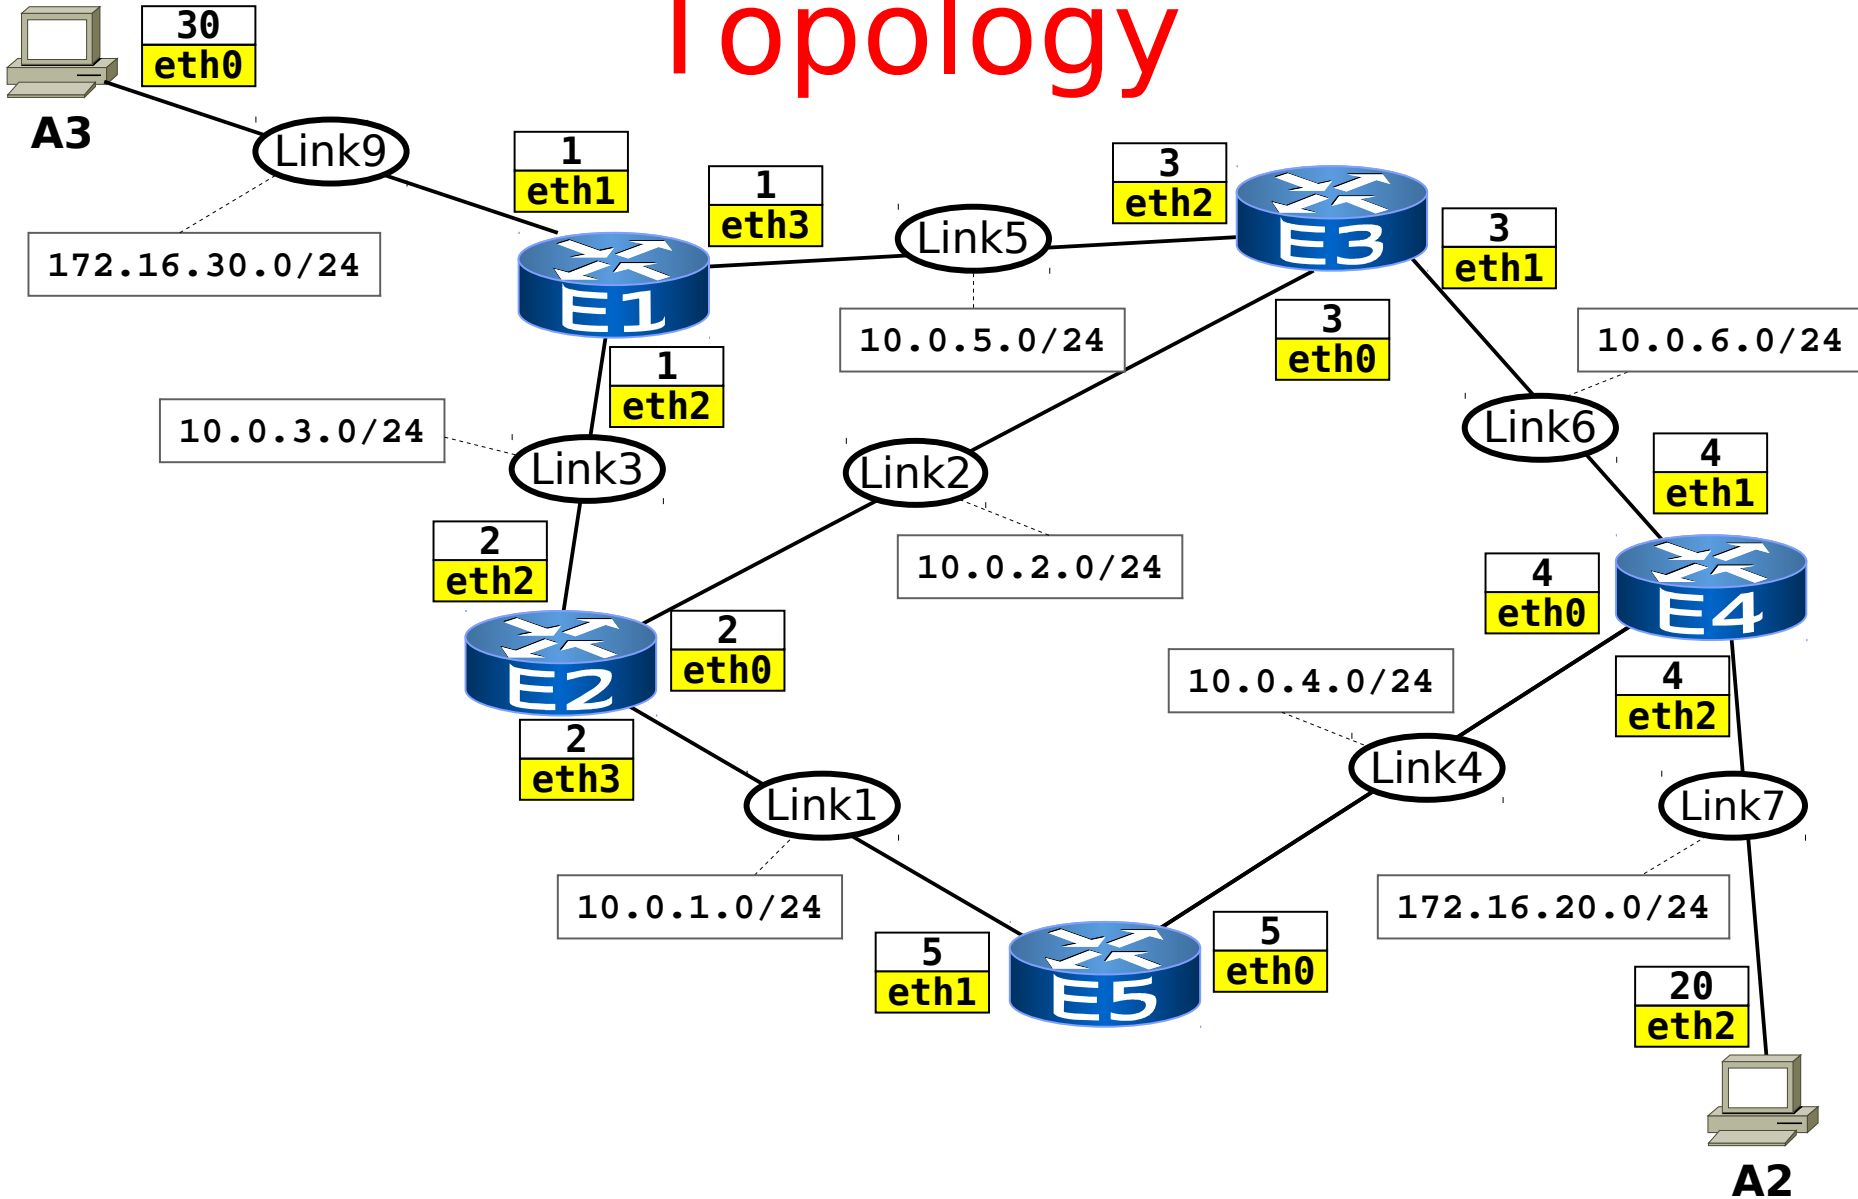 Topology
30
eth0
A3
Link9
172.16.30.0/24
1
eth1
1
eth3
Link5
10.0.5.0/24
3
eth2
E3
3
eth1
3
eth0
10.0.6.0/24
Link6
E1
1
eth2
10.0.3.0/24
Link3
Link2
10.0.2.0/24
4
eth1
4
eth0
E4
4
eth2
2
eth2
E2
2
eth0
2
eth3
10.0.4.0/24
Link4
Link7
172.16.20.0/24
Link1
10.0.1.0/24
5
eth1
E5
5
eth0
20
eth2
A2